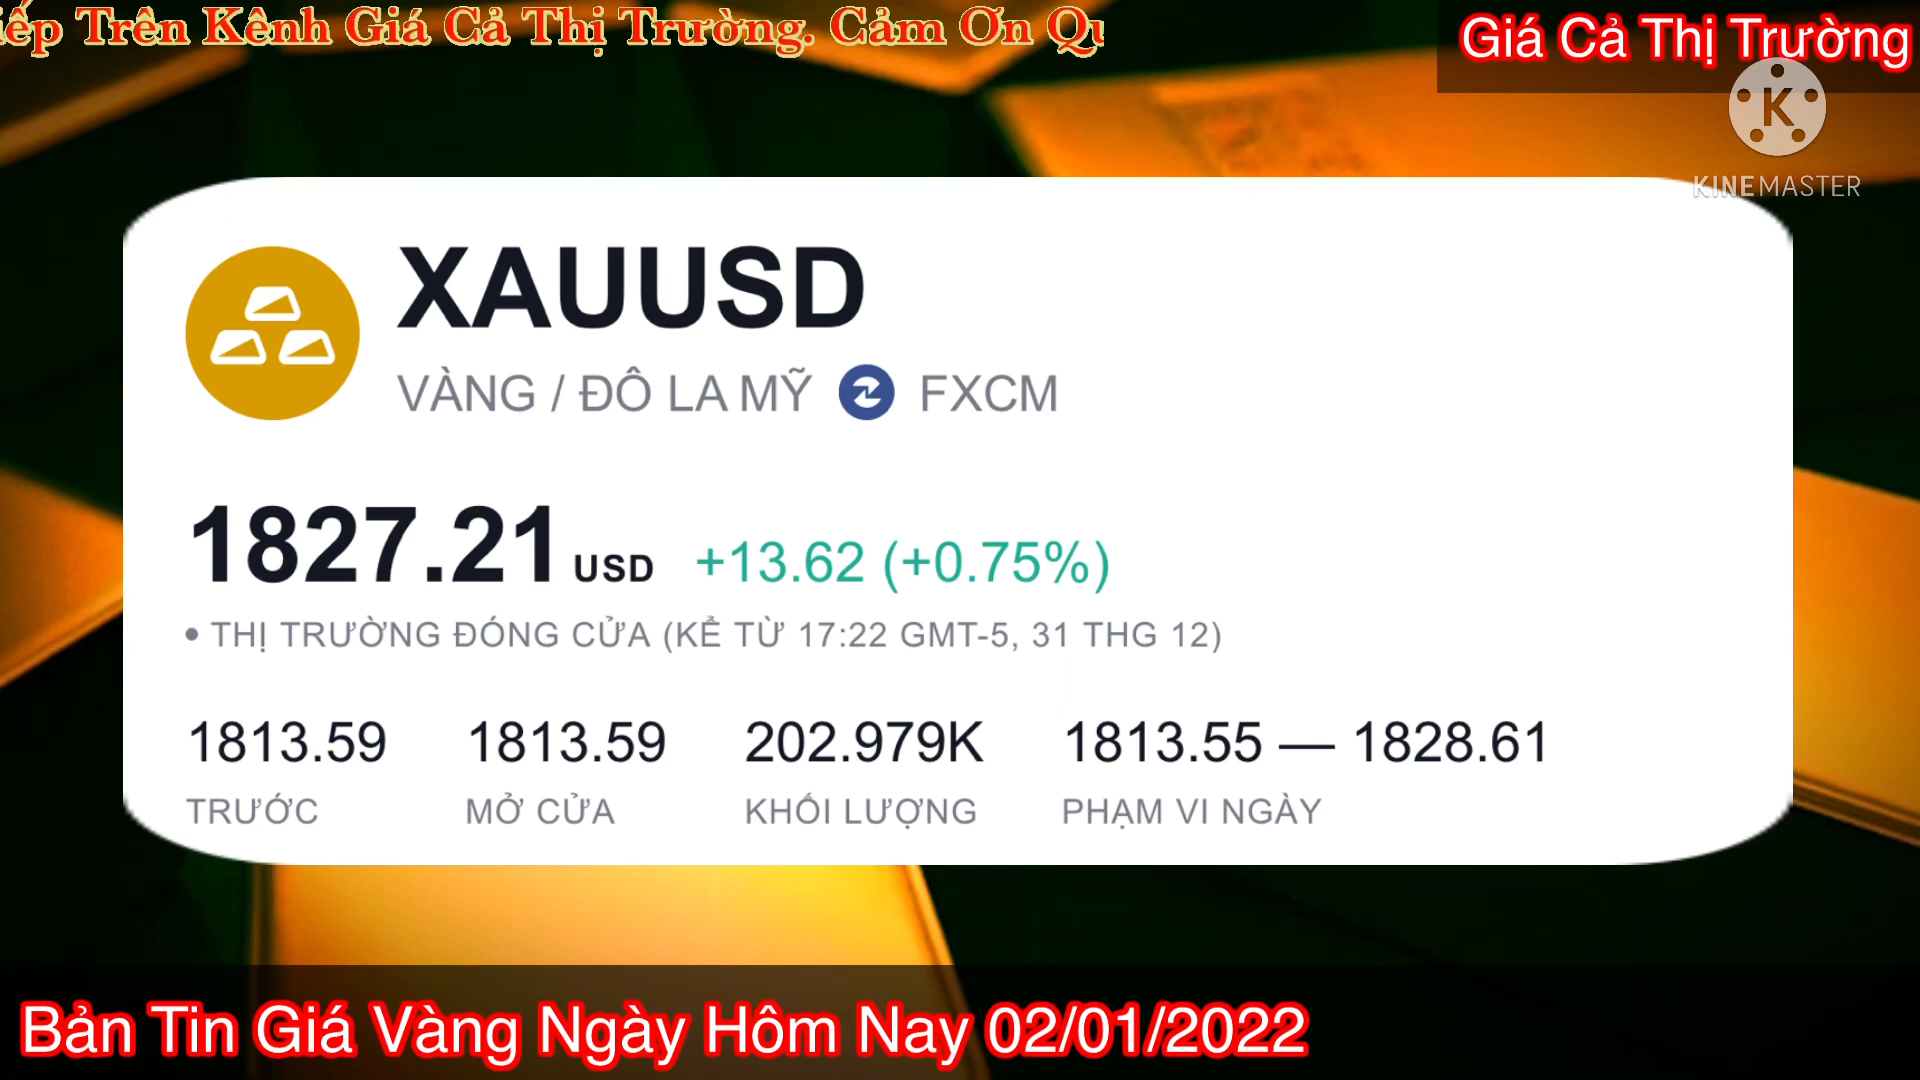 Trên Kênh Giá Cả Thị Trường. Cảm Ơn
Giá Cả Thị Trường
K
KINEMASTER
XAUUSD
VÀNG / ĐÔ LA MỸ FXCM
1827.21 USD +13.62 (+0.75%)
• THỊ TRƯỜNG ĐÓNG CỬA (KỂ TỪ 17:22 GMT-5, 31 THG 12)
1813.59 1813.59 202.979K 1813.55 — 1828.61
TRƯỚC MỞ CỬA KHỐI LƯỢNG PHẠM VI NGÀY
Bản Tin Giá Vàng Ngày Hôm Nay 02/01/2022